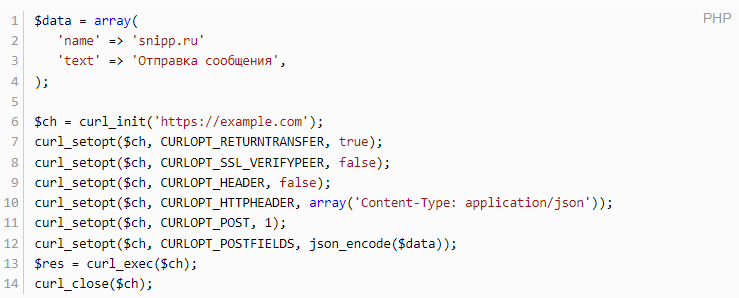 PHP
1 $data = array(
2     'name' => 'snipp.ru'
3     'text' => 'Отправка сообщения',
4 );
5
6 $ch = curl_init('https://example.com');
7 curl_setopt($ch, CURLOPT_RETURNTRANSFER, true);
8 curl_setopt($ch, CURLOPT_SSL_VERIFYPEER, false);
9 curl_setopt($ch, CURLOPT_HEADER, false);
10 curl_setopt($ch, CURLOPT_HTTPHEADER, array('Content-Type: application/json'));
11 curl_setopt($ch, CURLOPT_POST, 1);
12 curl_setopt($ch, CURLOPT_POSTFIELDS, json_encode($data));
13 $res = curl_exec($ch);
14 curl_close($ch);